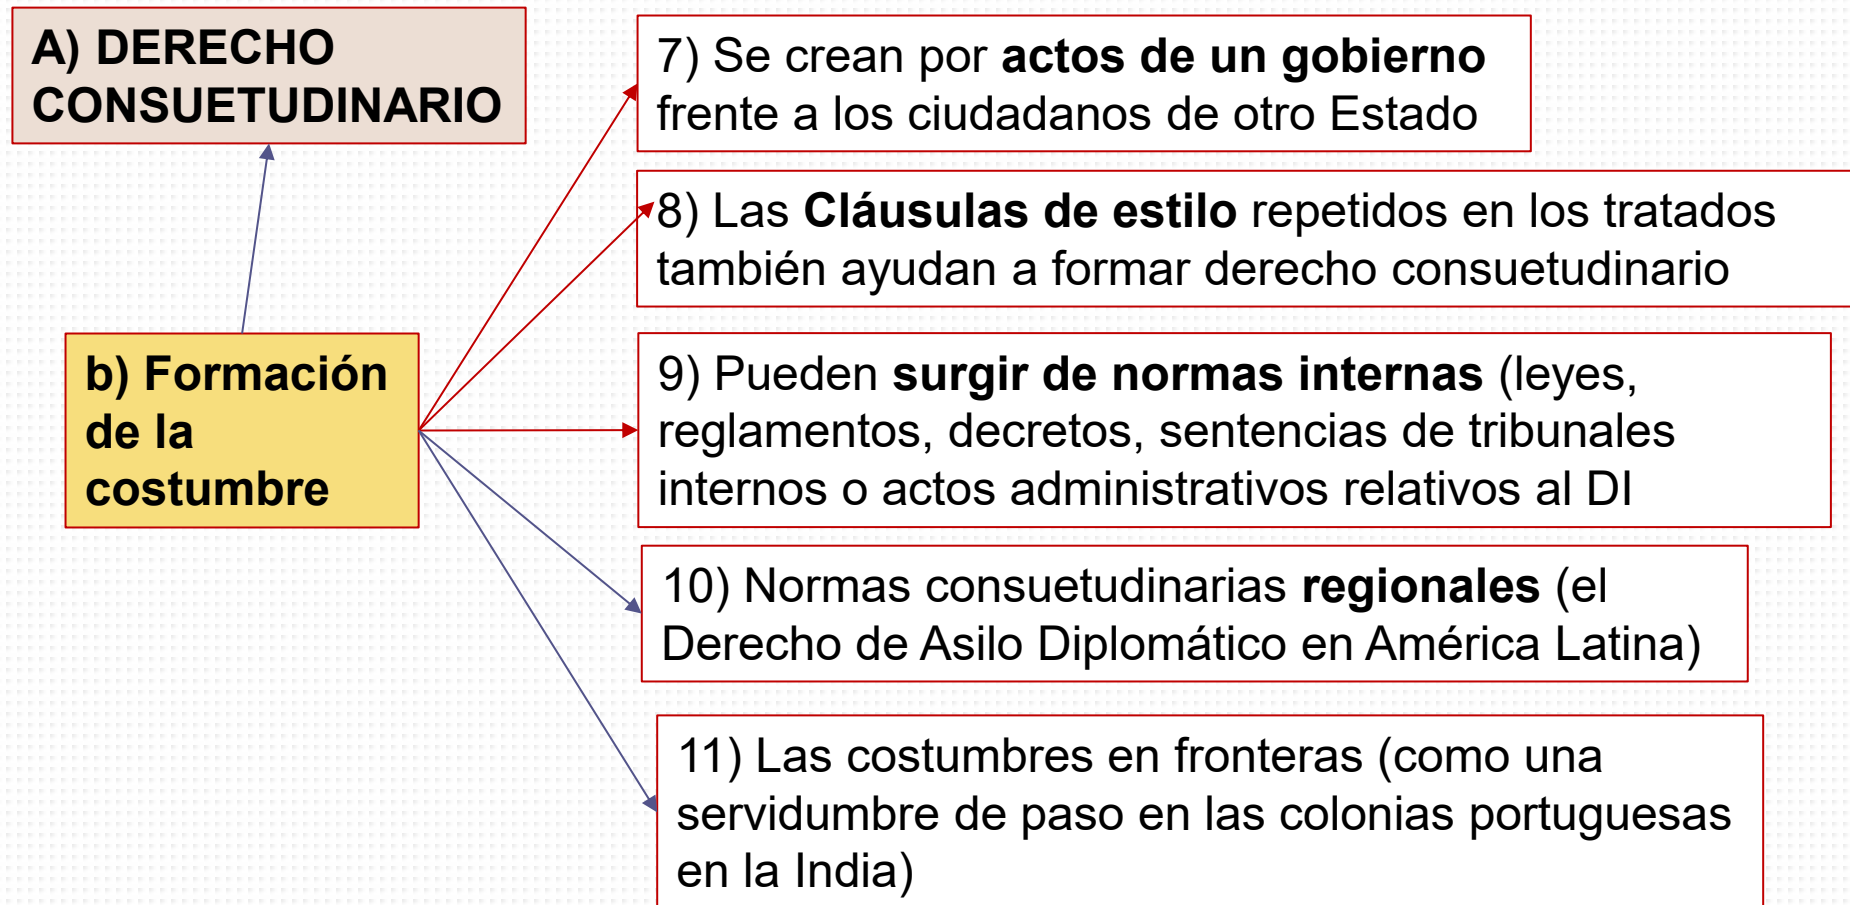 A) DERECHO
CONSUETUDINARIO
b) Formación
de la
costumbre
7) Se crean por actos de un gobierno
frente a los ciudadanos de otro Estado
8) Las Cláusulas de estilo repetidos en los tratados
también ayudan a formar derecho consuetudinario
9) Pueden surgir de normas internas (leyes,
reglamentos, decretos, sentencias de tribunales
internos o actos administrativos relativos al DI
10) Normas consuetudinarias regionales (el
Derecho de Asilo Diplomático en América Latina)
11) Las costumbres en fronteras (como una
servidumbre de paso en las colonias portuguesas
en la India)